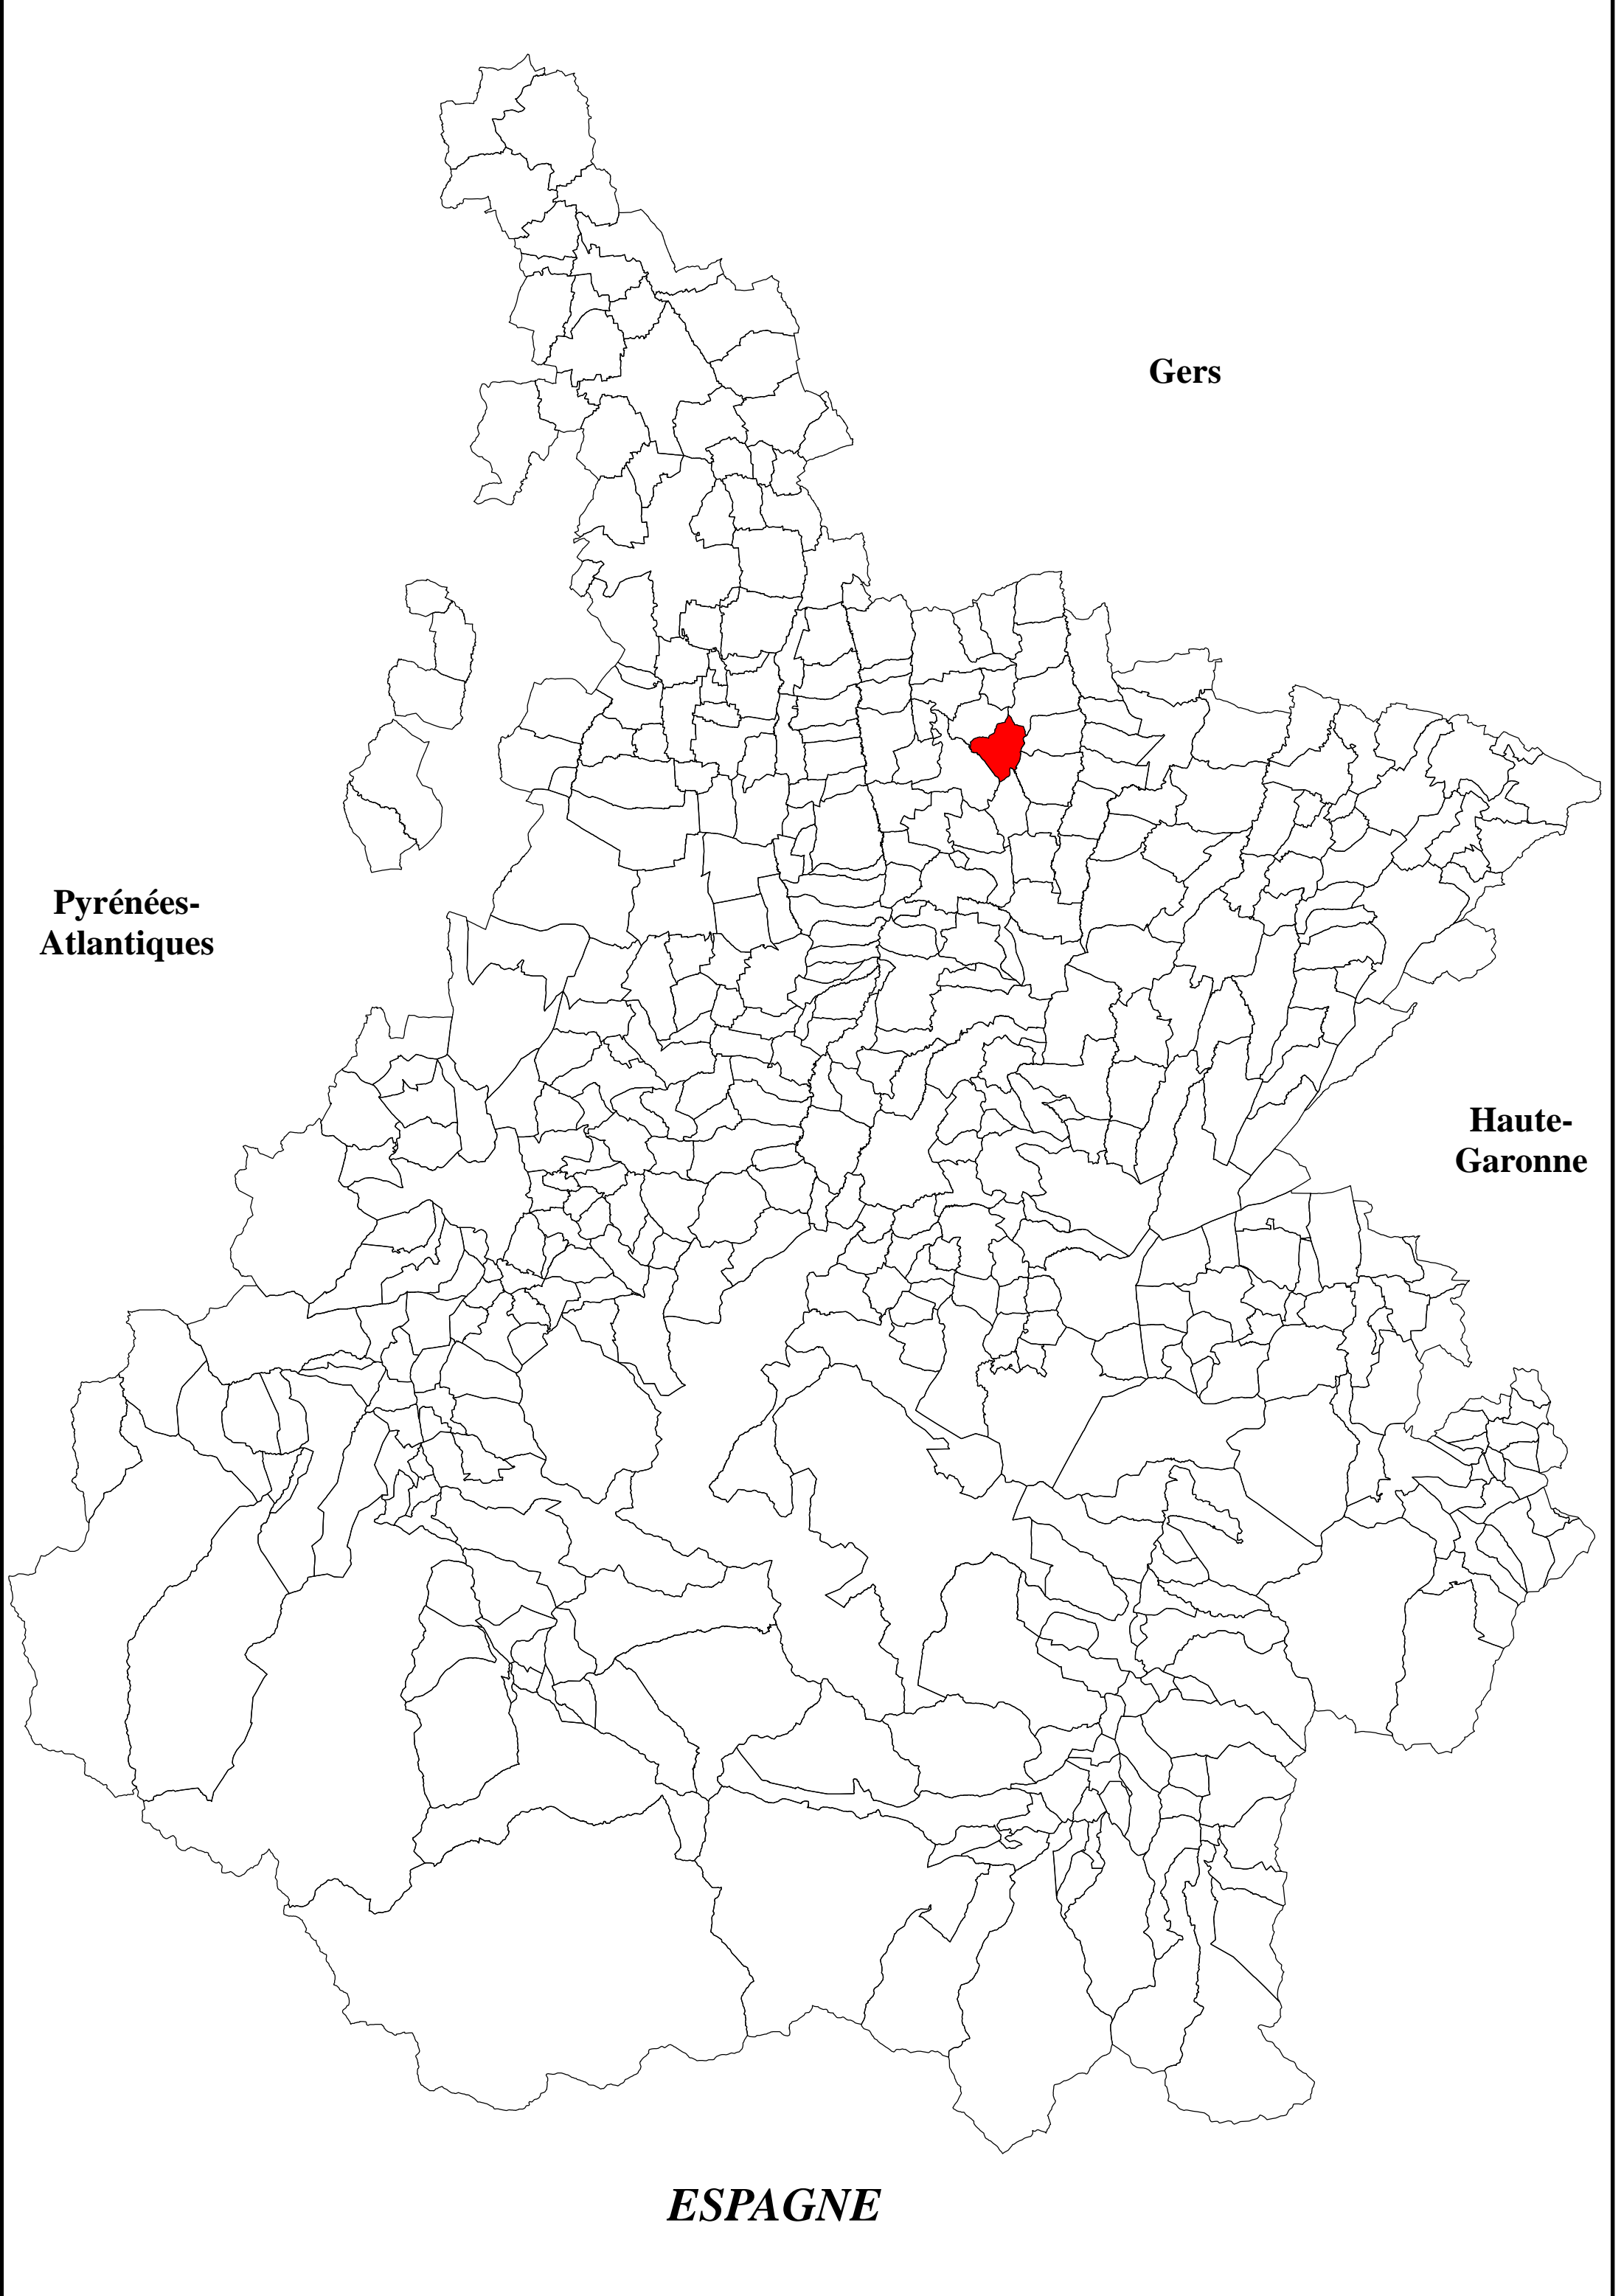 Gers
Pyrénées-
Atlantiques
Haute-
Garonne
ESPAGNE